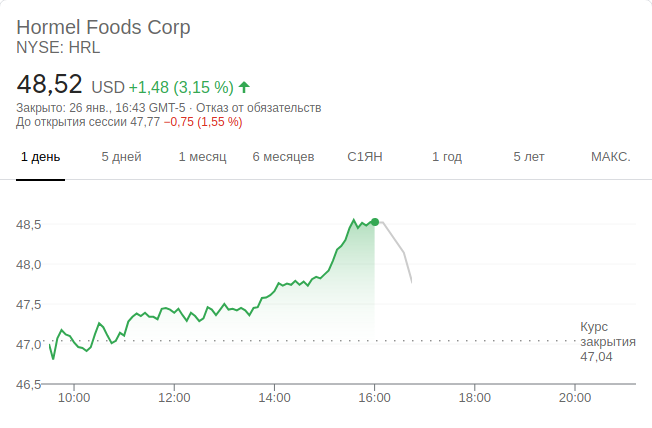 Hormel Foods Corp
NYSE: HRL
48,52 USD +1,48 (3,15 %)
Закрыто: 26 янв., 16:43 GMT-5 · Отказ от обязательств
До открытия сессии 47,77 −0,75 (1,55 %)
1 день 5 дней 1 месяц 6 месяцев С1ЯН 1 год 5 лет МАКС.
48,5
48,0
47,5
47,0
46,5
Курс
закрытия
47,04
10:00 12:00 14:00 16:00 18:00 20:00